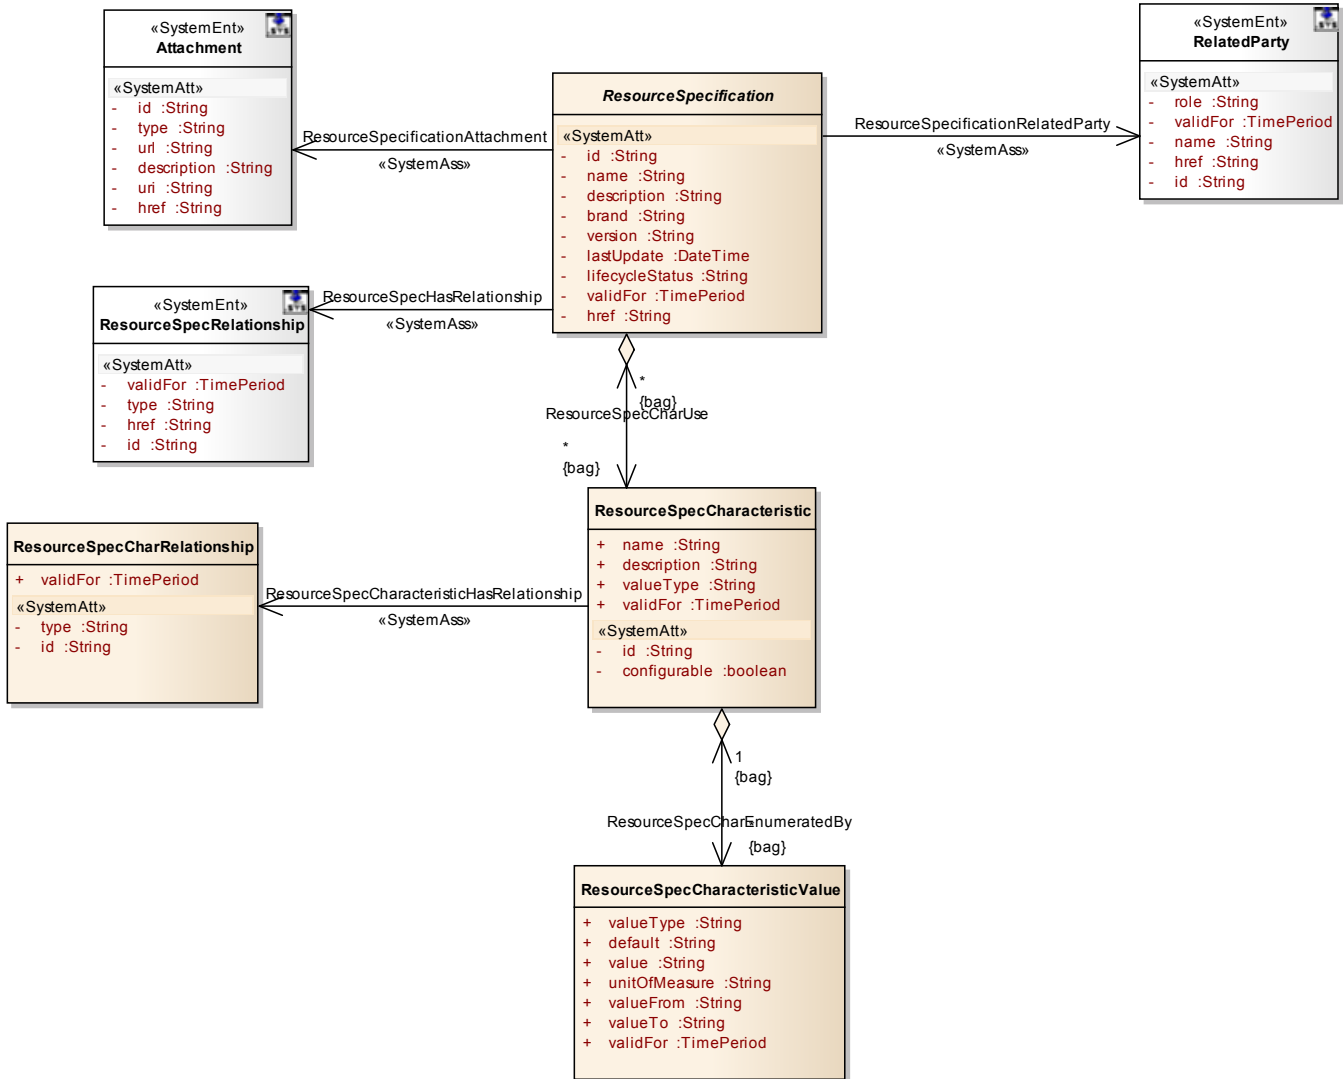 «SystemEnt»
Attachment
«SystemAtt»
- id :String
- type :String
- url :String
- description :String
- uri :String
- href :String
ResourceSpecificationAttachment
«SystemAss»
ResourceSpecification
«SystemAtt»
- id :String
- name :String
- description :String
- brand :String
- version :String
- lastUpdate :DateTime
- lifecycleStatus :String
- validFor :TimePeriod
- href :String
ResourceSpecificationRelatedParty
«SystemAss»
«SystemEnt»
RelatedParty
«SystemAtt»
- role :String
- validFor :TimePeriod
- name :String
- href :String
- id :String
«SystemEnt»
ResourceSpecRelationship
«SystemAtt»
- validFor :TimePeriod
- type :String
- href :String
- id :String
ResourceSpecHasRelationship
«SystemAss»
*
{bag}
ResourceSpecCharUse
*
{bag}
ResourceSpecCharRelationship
+ validFor :TimePeriod
«SystemAtt»
- type :String
- id :String
ResourceSpecCharacteristicHasRelationship
«SystemAss»
ResourceSpecCharacteristic
+ name :String
+ description :String
+ valueType :String
+ validFor :TimePeriod
«SystemAtt»
- id :String
- configurable :boolean
1
{bag}
ResourceSpecCharEnumeratedBy
*
{bag}
ResourceSpecCharacteristicValue
+ valueType :String
+ default :String
+ value :String
+ unitOfMeasure :String
+ valueFrom :String
+ valueTo :String
+ validFor :TimePeriod